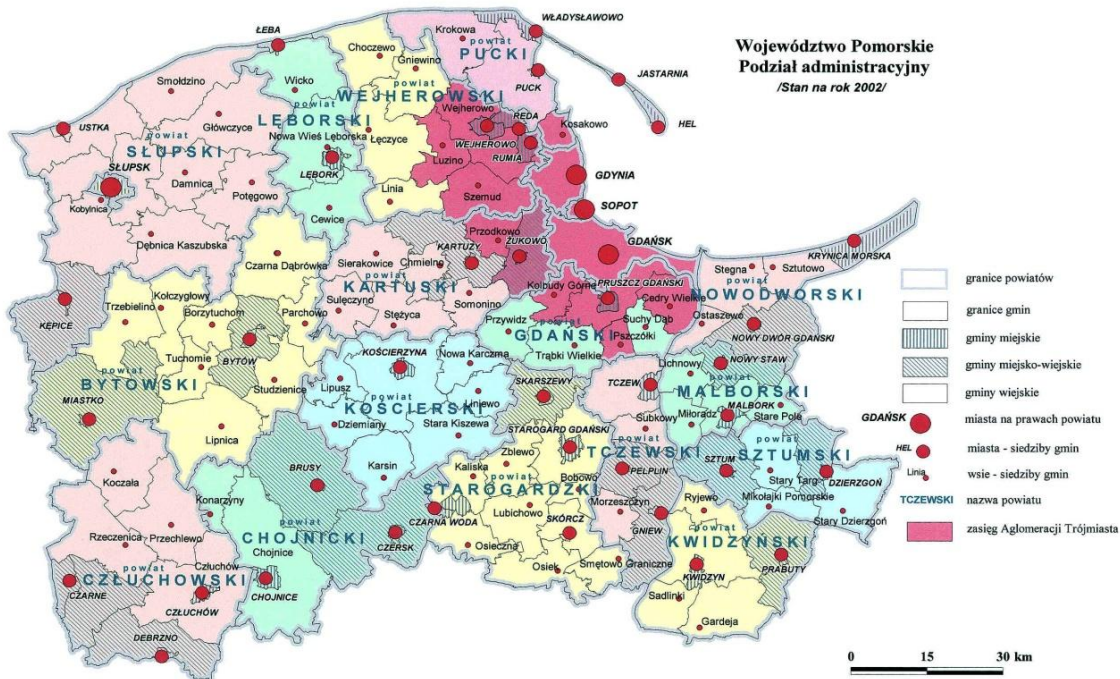 Województwo Pomorskie
Podział administracyjny
/Stan na rok 2002/
WŁADYSŁAWOWO
Krokowa
powiat
PUCKI
ŁEBA
Choczewo
Gniewino
powiat
WEJHEROWSKI
JASTARNIA
PUCK
HEL
Smołdzino
Wicko
powiat
LĘBORSKI
Wejherowo
REDA
Kosakowo
USTKA
Główczyce
powiat
SŁUPSKI
Nowa Wieś Lęborska
Łęczyce
WEJHEROWO
RUMIA
Luzino
SŁUPSK
Damnica
LĘBORK
GDYNIA
Kobylnica
Potęgowo
Linia
Szemud
Cewice
SOPOT
Dębnica Kaszubska
Przodkowo
KARTUZY
ŻUKOWO
GDAŃSK
KRYNICA MORSKA
Czarna Dąbrówka
Sierakowice
Chmielno
powiat
KARTUSKI
Stegna
Sztutowo
powiat
NOWODWORSKI
Kolbudy Górne
PRUSZCZ GDAŃSKI
KĘPICE
Trzebielino
Kołczygłowy
Borzytuchom
Parchowo
Sulęczyno
Somonino
Stężyca
Przywidz
Cedry Wielkie
Suchy Dąb
Ostaszewo
powiat
GDAŃSKI
Pszczółki
NOWY DWÓR GDAŃSKI
Trąbki Wielkie
Tuchomie
BYTÓW
KOŚCIERZYNA
Nowa Karczma
powiat
BYTOWSKI
Studzienice
Lipusz
powiat
KOŚCIERSKI
Liniewo
SKARSZEWY
TCZEW
Lichnowy
NOWY STAW
powiat
MALBORSKI
MIASTKO
Dziemiany
Stara Kiszewa
Subkowy
Miłoradz
MALBORK
Stare Pole
Lipnica
STAROGARD GDAŃSKI
powiat
TCZEWSKI
Zblewo
PELPLIN
SZTUM
powiat
SZTUMSKI
Karsin
Kaliska
powiat
STAROGARDZKI
Bobowo
Stary Targ
DZIERZGOŃ
Koczała
BRUSY
Konarzyny
Morzeszczyn
Mikołajki Pomorskie
Ryjewo
Lubichowo
SKÓRCZ
CZARNA WODA
Stary Dzierzgoń
GNIEW
powiat
KWIDZYŃSKI
Rzeczenica
Przechlewo
powiat
CHOJNICKI
Chojnice
CZERSK
Osieczna
Osiek
Smętowo Graniczne
PRABUTY
powiat
CZŁUCHOWSKI
Człuchów
CZARNE
CZŁUCHÓW
CHOJNICE
KWIDZYN
Sadlinki
Gardeja
DEBRZNO
granice powiatów
granice gmin
gminy miejskie
gminy miejsko-wiejskie
gminy wiejskie
GDAŃSK
miasta na prawach powiatu
HEL
miasta - siedziby gmin
Linia
wsie - siedziby gmin
TCZEWSKI
nazwa powiatu
zasięg Aglomeracji Trójmiasta
0 15 30 km